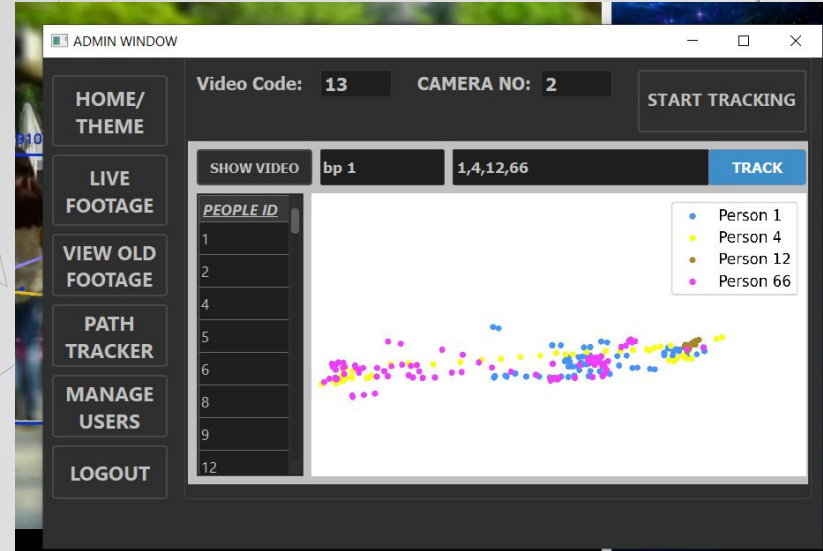 ADMIN WINDOW
HOME/
THEME
LIVE
FOOTAGE
VIEW OLD
FOOTAGE
PATH
TRACKER
MANAGE
USERS
LOGOUT
Video Code: 13 CAMERA NO: 2
START TRACKING
SHOW VIDEO bp 1 1,4,12,66 TRACK
PEOPLE ID
1
2
4
5
6
8
9
12
Person 1
Person 4
Person 12
Person 66
910